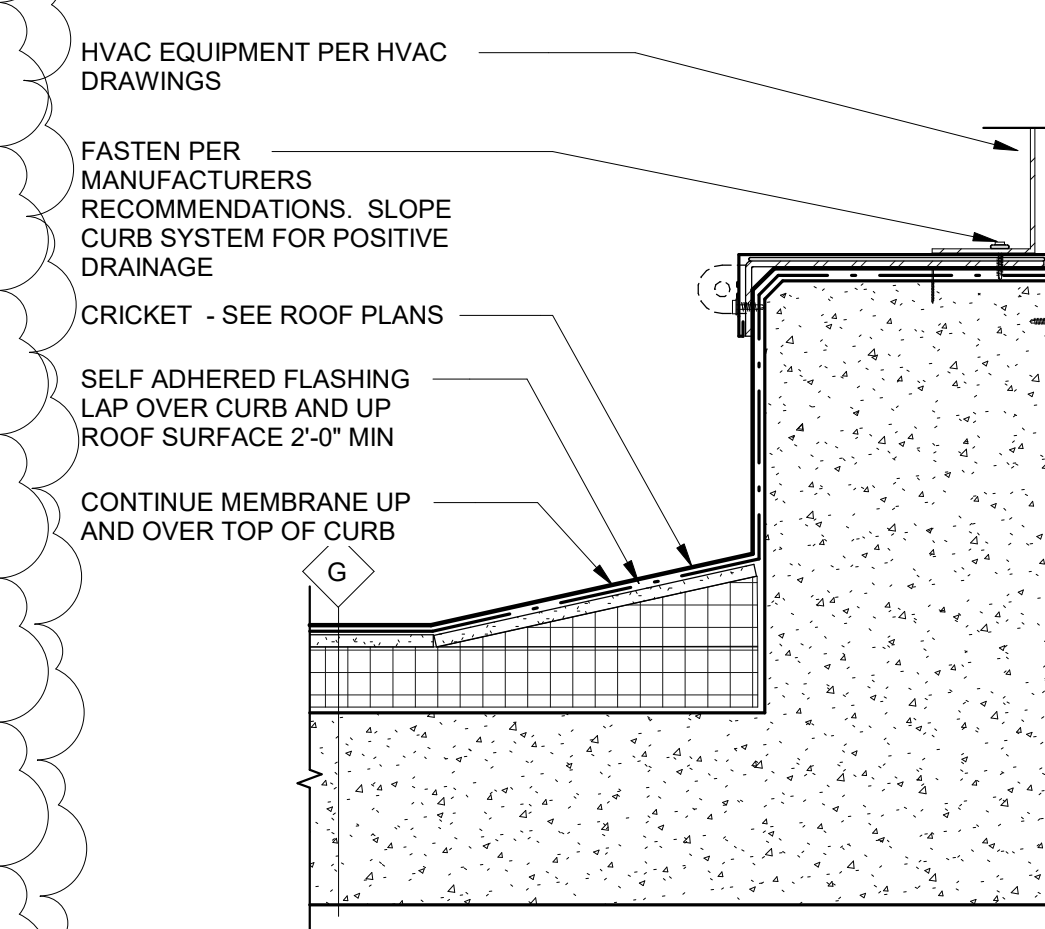 HVAC EQUIPMENT PER HVAC
DRAWINGS
FASTEN PER
MANUFACTURERS
RECOMMENDATIONS.  SLOPE
CURB SYSTEM FOR POSITIVE
DRAINAGE
CRICKET  - SEE ROOF PLANS
SELF ADHERED FLASHING
LAP OVER CURB AND UP
ROOF SURFACE 2'-0" MIN
CONTINUE MEMBRANE UP
AND OVER TOP OF CURB
G